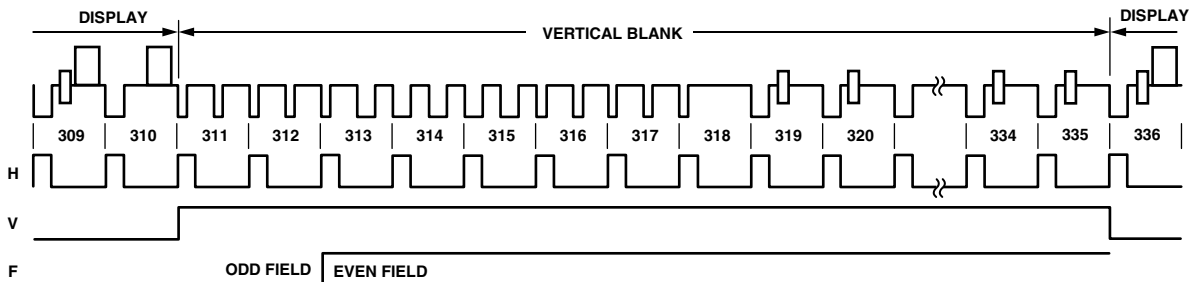 DISPLAY
VERTICAL BLANK
DISPLAY
309 310 311 312 313 314 315 316 317 318 319 320 334 335 336
H
V
F ODD FIELD EVEN FIELD